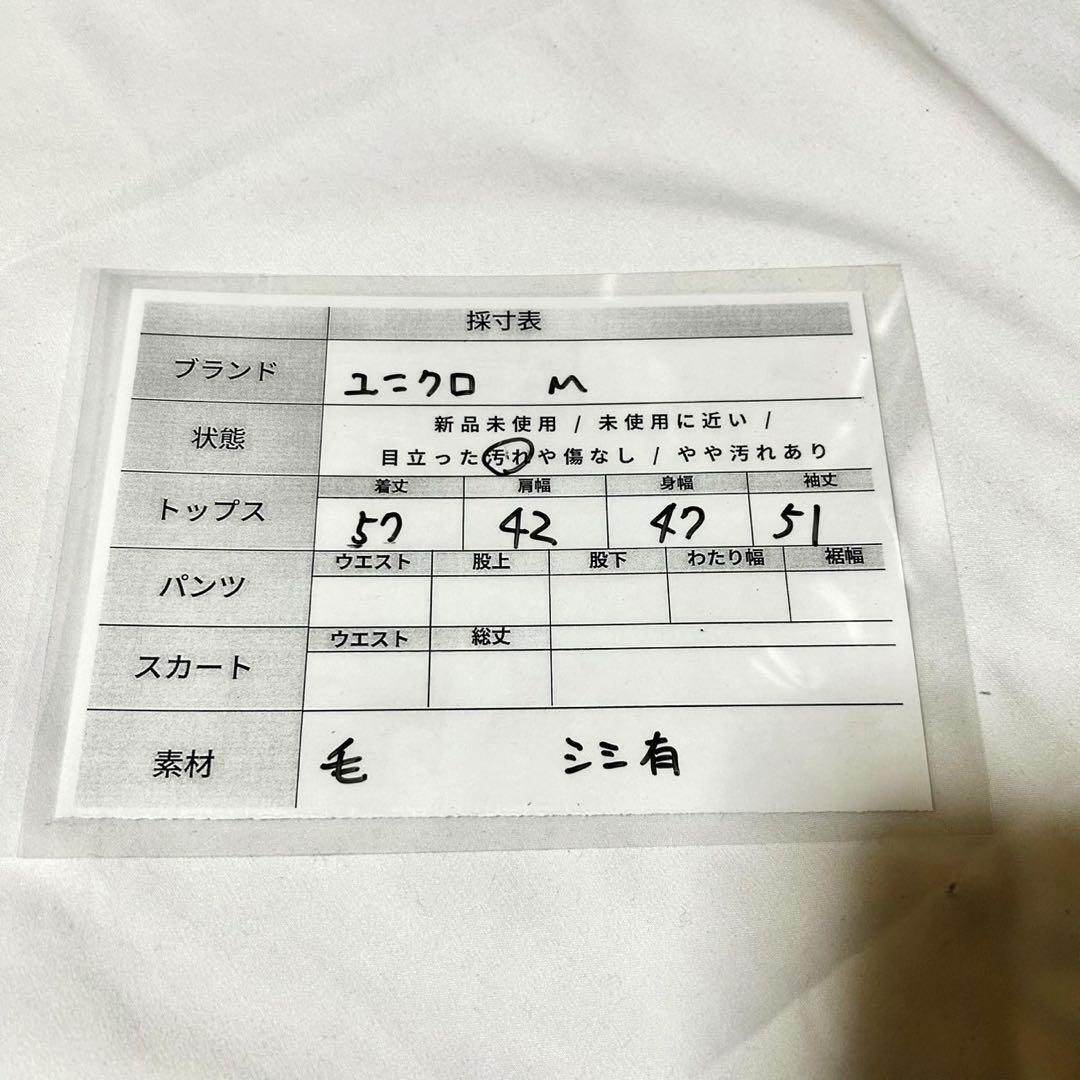 採寸表
ブランド ユニクロ M
状態 新品未使用 / 未使用に近い /
目立った汚れや傷なし / やや汚れあり
トップス 着丈 肩幅 身幅 袖丈
57 42 47 51
パンツ ウエスト 股上 股下 わたり幅 裾幅
スカート ウエスト 総丈
素材 毛 シミ有